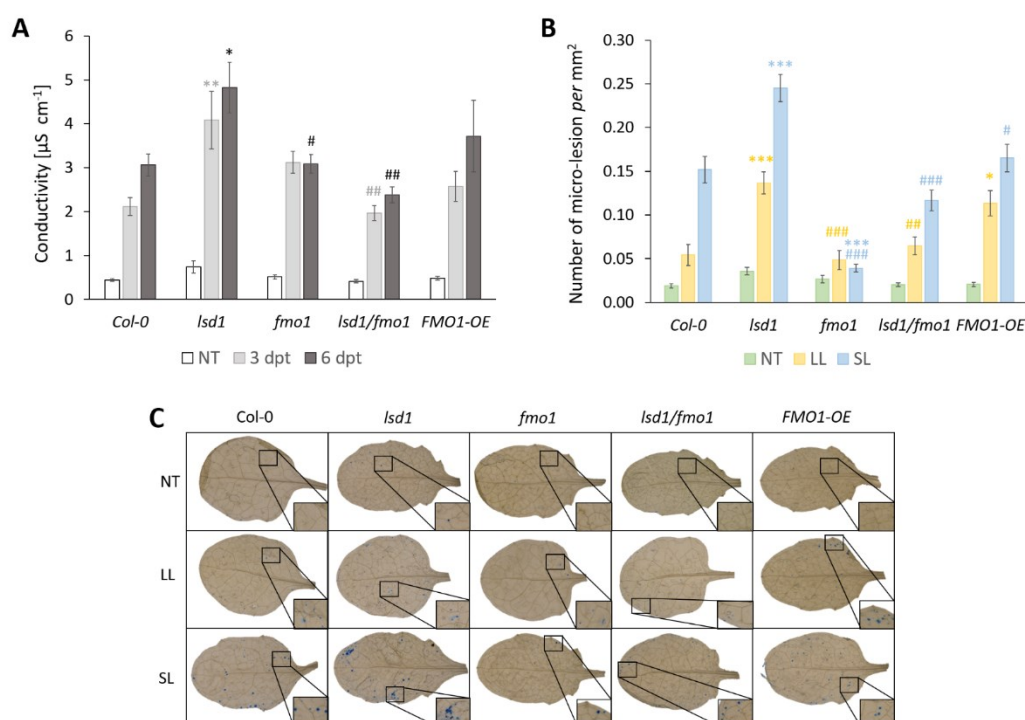 A
Conductivity [µS cm⁻¹]
6
5
4
3
2
1
0
*
**
#
##
##
Col-0
lsd1
fmo1
lsd1/fmo1
FMO1-OE
NT
3 dpt
6 dpt
B
Number of micro-lesion per mm²
0.30
0.25
0.20
0.15
0.10
0.05
0.00
***
***
###
***
###
##
###
*
#
Col-0
lsd1
fmo1
lsd1/fmo1
FMO1-OE
NT
LL
SL
C
Col-0
lsd1
fmo1
lsd1/fmo1
FMO1-OE
NT
LL
SL